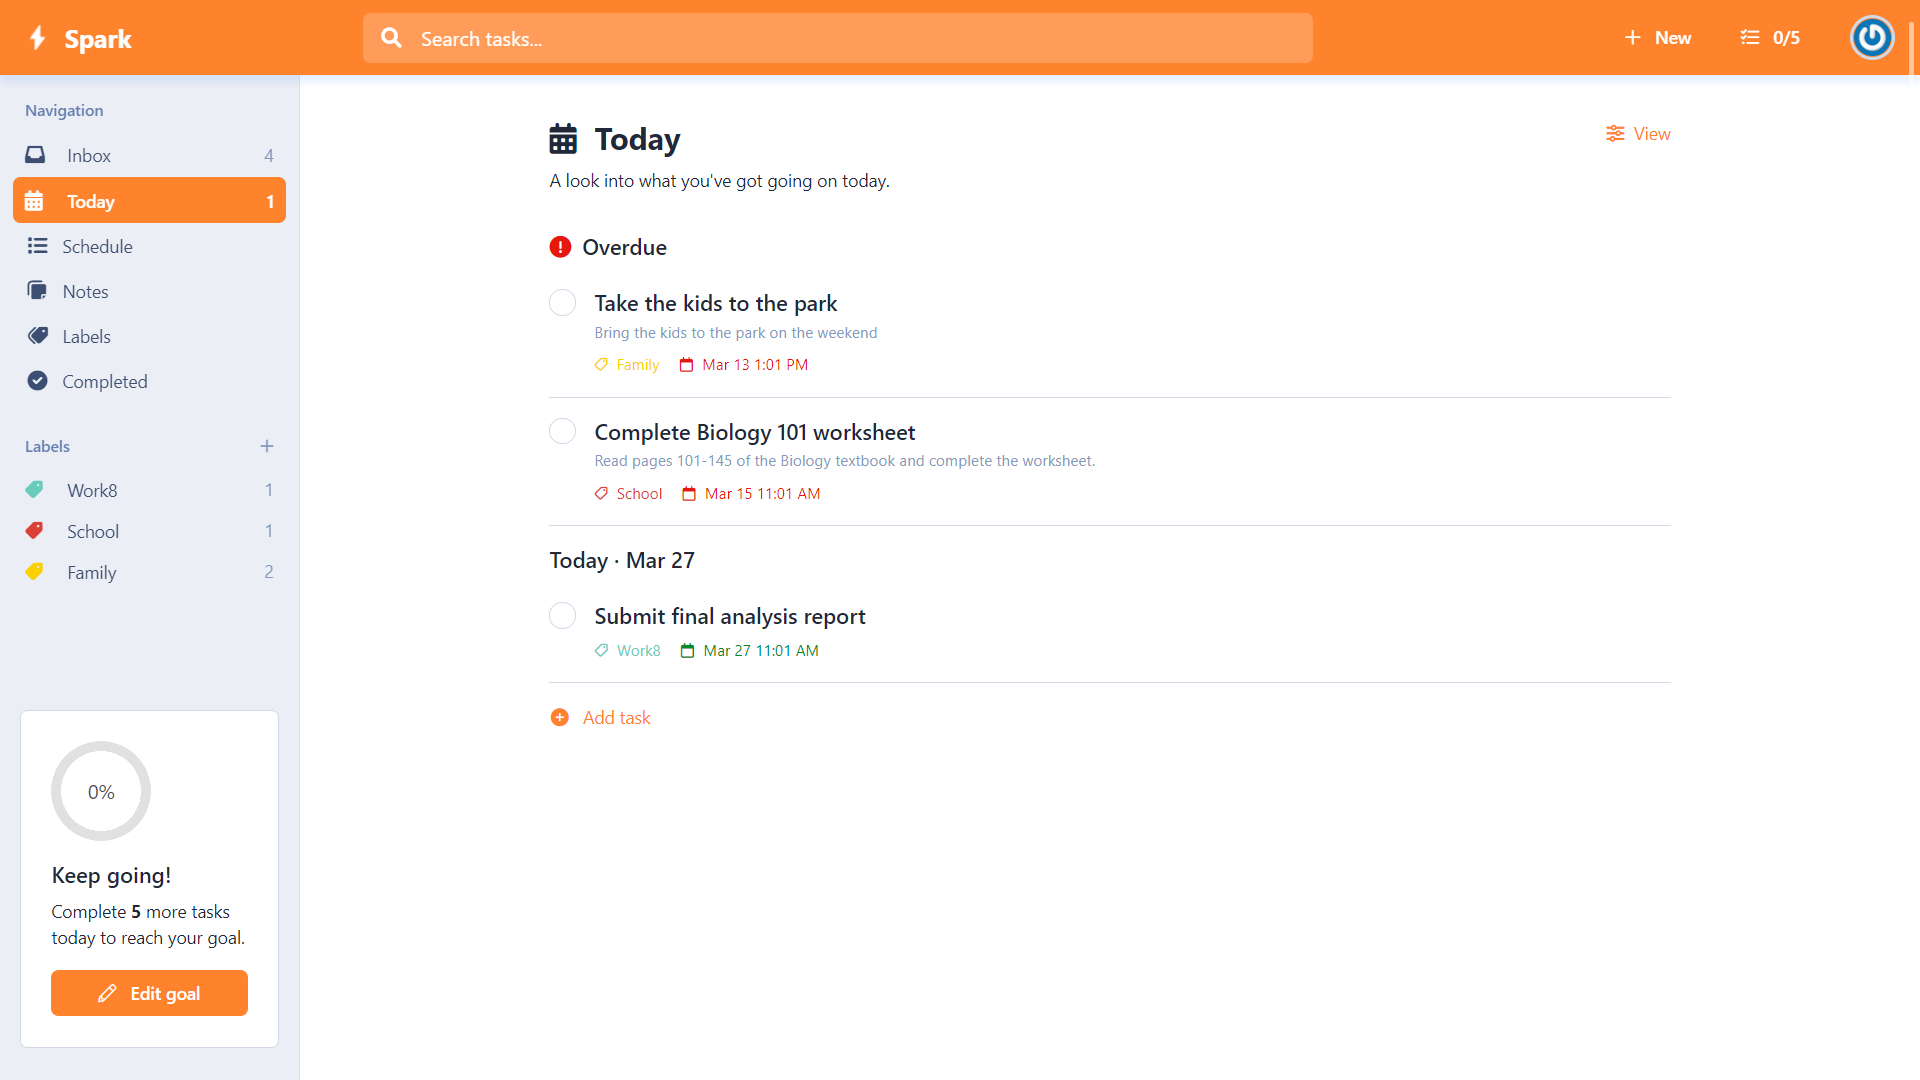 Spark
Search tasks...
New
0/5
Navigation
Inbox 4
Today 1
Schedule
Notes
Labels
Completed
Labels
Work8 1
School 1
Family 2
0%
Keep going!
Complete 5 more tasks
today to reach your goal.
Edit goal
Today
View
A look into what you've got going on today.
Overdue
Take the kids to the park
Bring the kids to the park on the weekend
Family Mar 13 1:01 PM
Complete Biology 101 worksheet
Read pages 101-145 of the Biology textbook and complete the worksheet.
School Mar 15 11:01 AM
Today · Mar 27
Submit final analysis report
Work8 Mar 27 11:01 AM
Add task